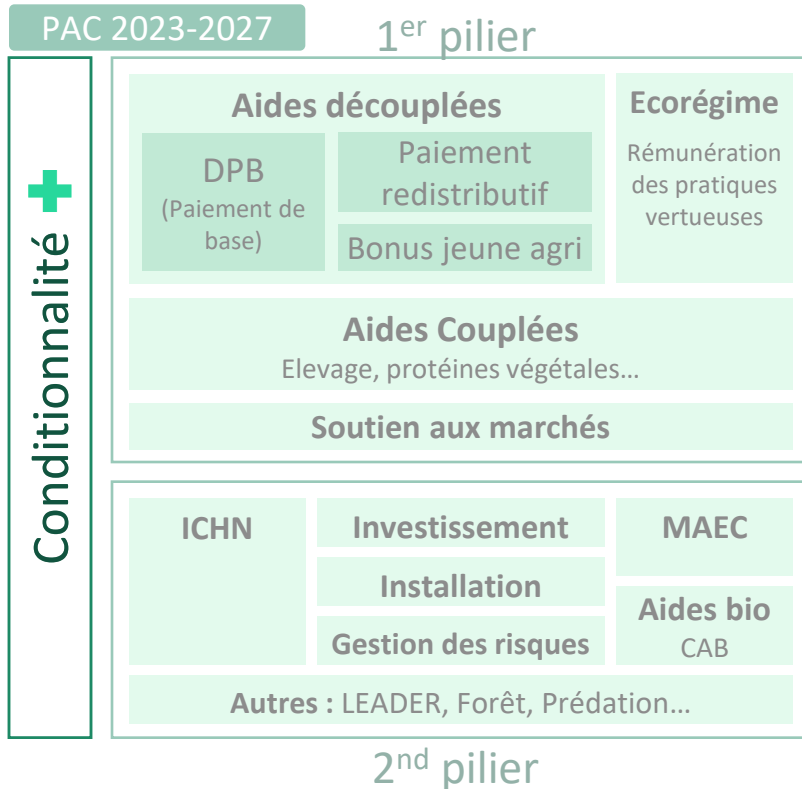 PAC 2023-2027
1er pilier
Conditionnalité +
Aides découplées
DPB
(Paiement de
base)
Paiement
redistributif
Bonus jeune agri
Ecorégime
Rémunération
des pratiques
vertueuses
Aides Couplées
Elevage, protéines végétales…
Soutien aux marchés
ICHN
Investissement
Installation
Gestion des risques
MAEC
Aides bio
CAB
Autres : LEADER, Forêt, Prédation…
2nd pilier